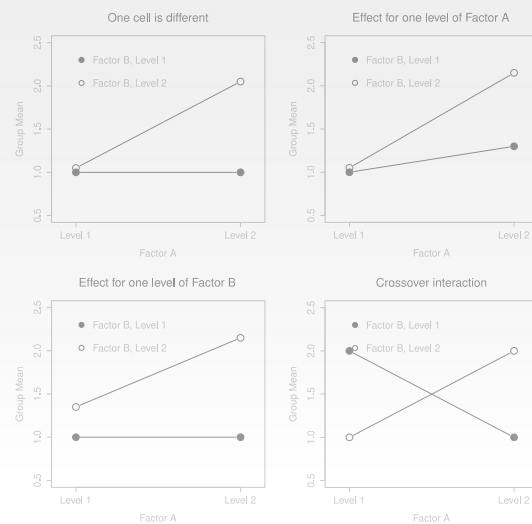 One cell is different
2.5
2.0
1.5
1.0
0.5
Group Mean
Factor B, Level 1
Factor B, Level 2
Level 1
Level 2
Factor A
Effect for one level of Factor A
2.5
2.0
1.5
1.0
0.5
Group Mean
Factor B, Level 1
Factor B, Level 2
Level 1
Level 2
Factor A
Effect for one level of Factor B
2.5
2.0
1.5
1.0
0.5
Group Mean
Factor B, Level 1
Factor B, Level 2
Level 1
Level 2
Factor A
Crossover interaction
2.5
2.0
1.5
1.0
0.5
Group Mean
Factor B, Level 1
Factor B, Level 2
Level 1
Level 2
Factor A